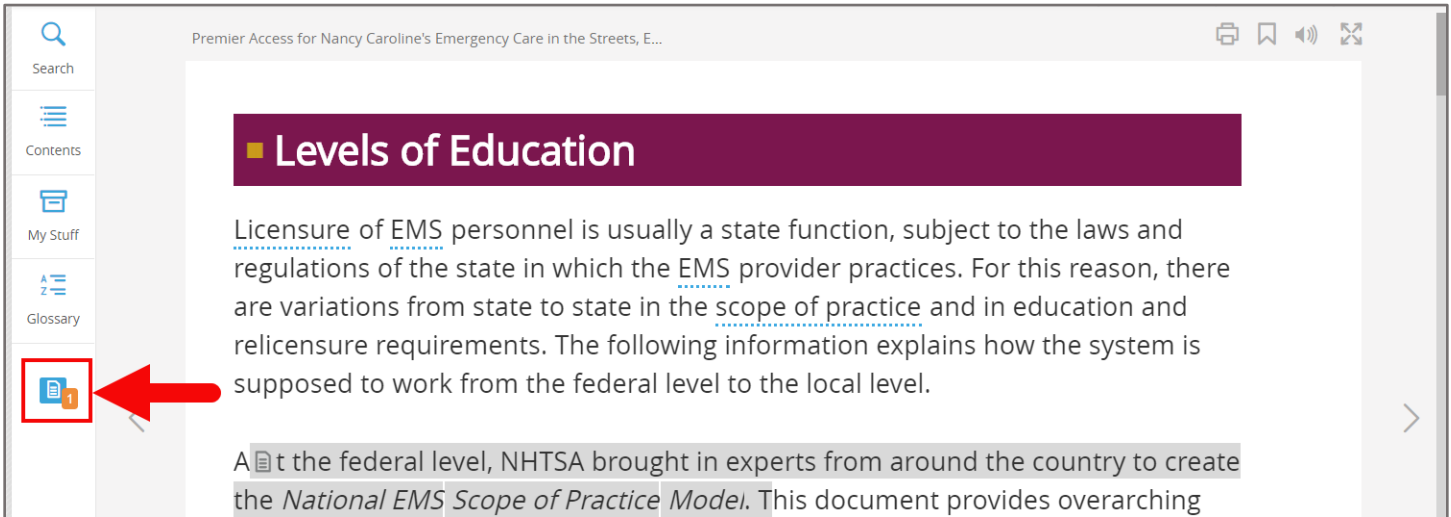 Search
Contents
My Stuff
A
Z
Glossary
1
Premier Access for Nancy Caroline's Emergency Care in the Streets, E...
Levels of Education
Licensure of EMS personnel is usually a state function, subject to the laws and
regulations of the state in which the EMS provider practices. For this reason, there
are variations from state to state in the scope of practice and in education and
relicensure requirements. The following information explains how the system is
supposed to work from the federal level to the local level.
At the federal level, NHTSA brought in experts from around the country to create
the National EMS Scope of Practice Model. This document provides overarching